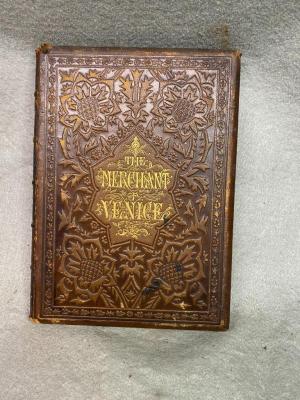 THE
MERCHANT
OF
VENICE